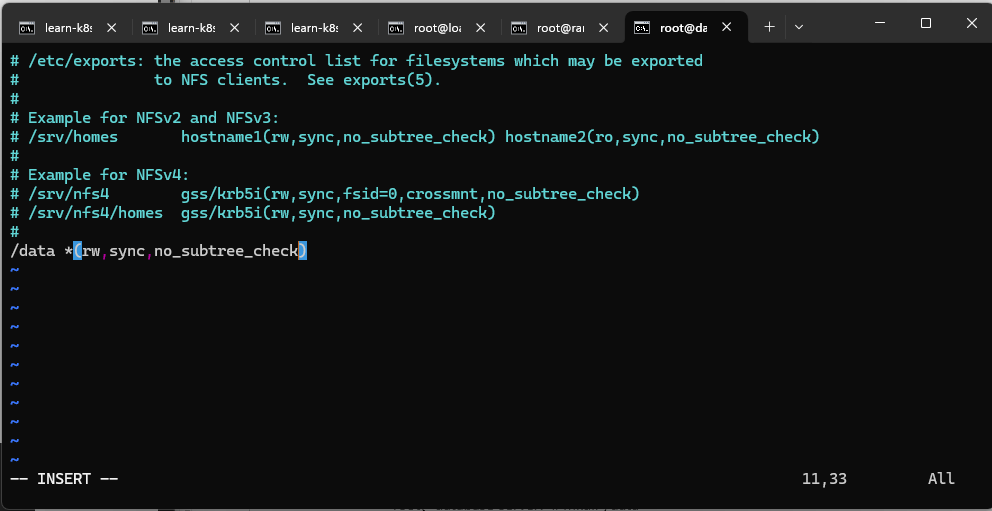 learn-k8s
learn-k8s
learn-k8s
root@loa
root@ran
root@da
# /etc/exports: the access control list for filesystems which may be exported
#               to NFS clients.  See exports(5).
#
# Example for NFSv2 and NFSv3:
# /srv/homes       hostname1(rw,sync,no_subtree_check) hostname2(ro,sync,no_subtree_check)
#
# Example for NFSv4:
# /srv/nfs4        gss/krb5i(rw,sync,fsid=0,crossmnt,no_subtree_check)
# /srv/nfs4/homes  gss/krb5i(rw,sync,no_subtree_check)
#
/data *(rw,sync,no_subtree_check)
~
~
~
~
~
~
~
~
~
~
~
-- INSERT --                    11,33         All